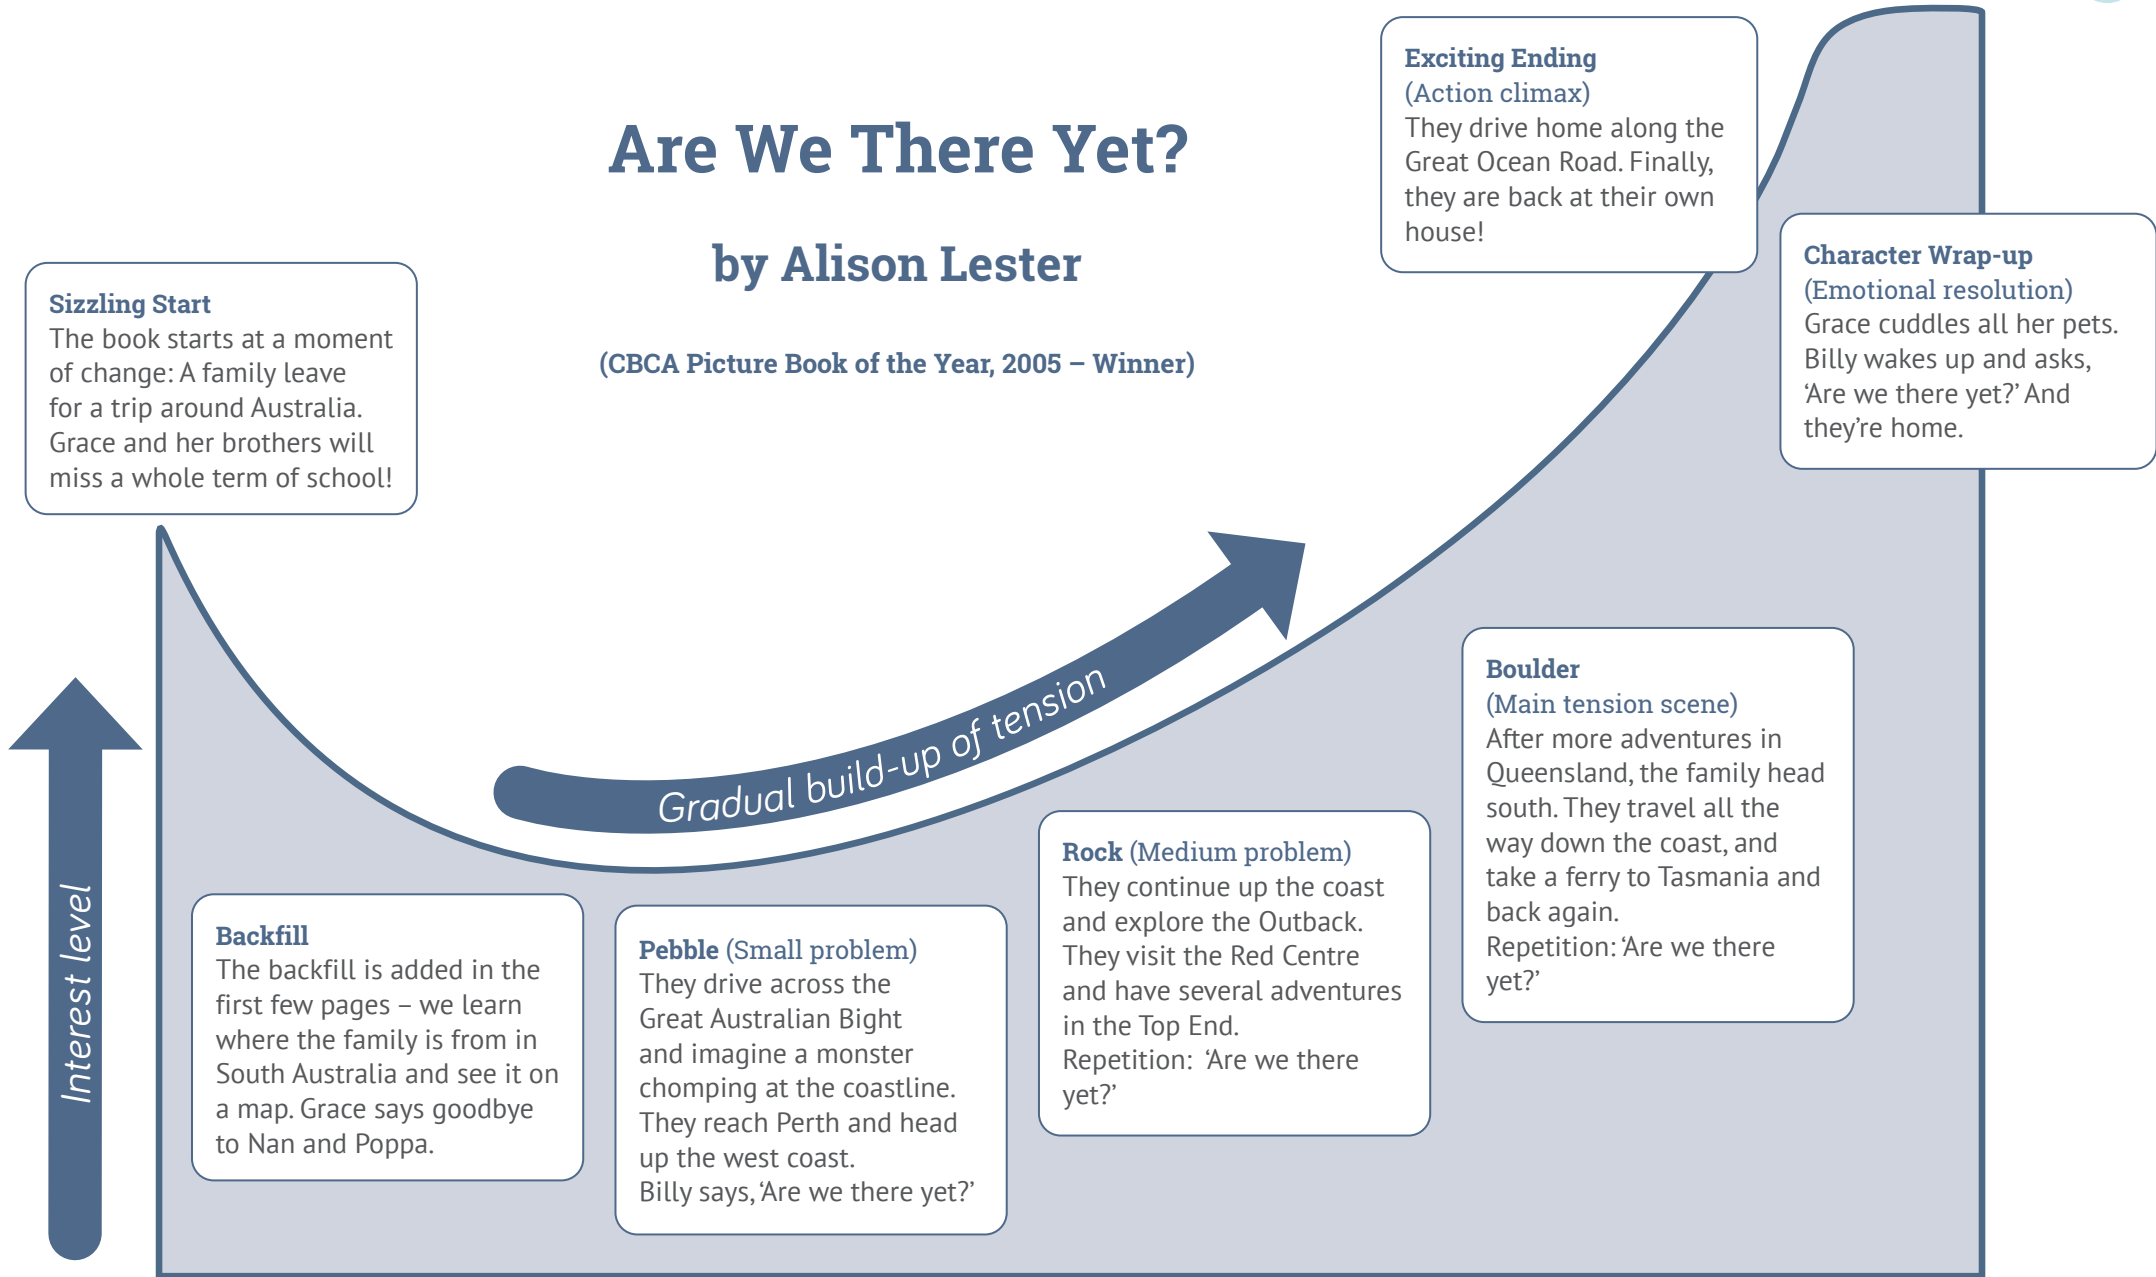 Are We There Yet?
by Alison Lester
(CBCA Picture Book of the Year, 2005 – Winner)
Sizzling Start
The book starts at a moment
of change: A family leave
for a trip around Australia.
Grace and her brothers will
miss a whole term of school!
Backfill
The backfill is added in the
first few pages – we learn
where the family is from in
South Australia and see it on
a map. Grace says goodbye
to Nan and Poppa.
Pebble (Small problem)
They drive across the
Great Australian Bight
and imagine a monster
chomping at the coastline.
They reach Perth and head
up the west coast.
Billy says, ‘Are we there yet?’
Rock (Medium problem)
They continue up the coast
and explore the Outback.
They visit the Red Centre
and have several adventures
in the Top End.
Repetition: ‘Are we there
yet?’
Boulder
(Main tension scene)
After more adventures in
Queensland, the family head
south. They travel all the
way down the coast, and
take a ferry to Tasmania and
back again.
Repetition: ‘Are we there
yet?’
Exciting Ending
(Action climax)
They drive home along the
Great Ocean Road. Finally,
they are back at their own
house!
Character Wrap-up
(Emotional resolution)
Grace cuddles all her pets.
Billy wakes up and asks,
‘Are we there yet?’ And
they’re home.
Gradual build-up of tension
Interest level